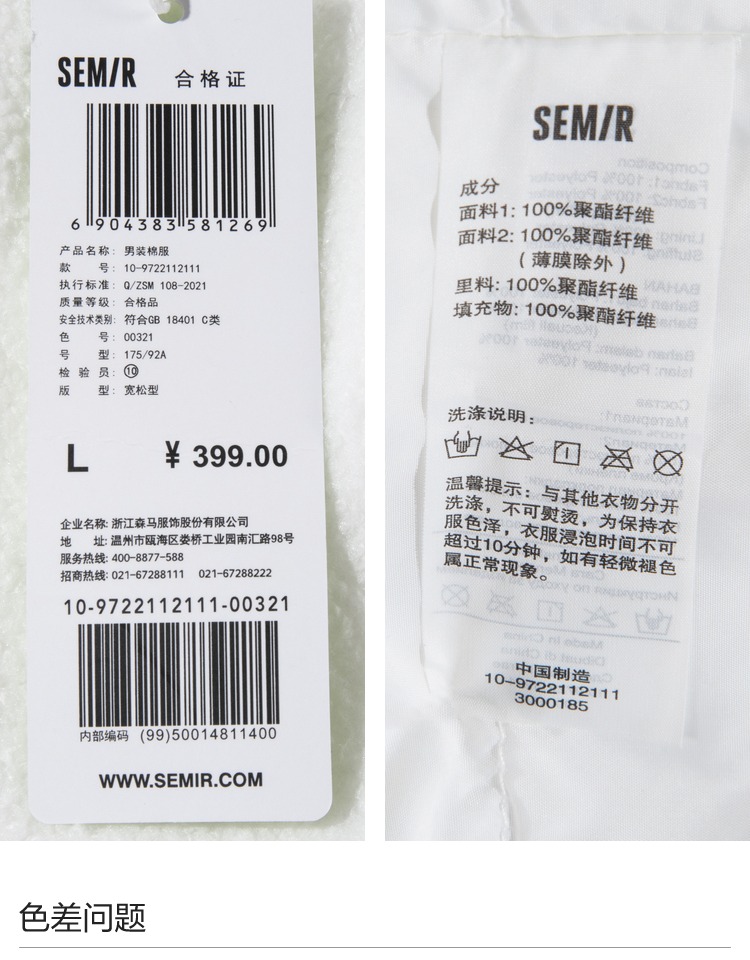 SEMIR 合格证
6 904383 581269
产品名称: 男装棉服
款 号: 10-9722112111
执行标准: Q/ZSM 108-2021
质量等级: 合格品
安全技术类别: 符合GB 18401 C类
色 号: 00321
号 型: 175/92A
检 验 员: ⑩
版 型: 宽松型
L ¥ 399.00
企业名称: 浙江森马服饰股份有限公司
地 址: 温州市瓯海区娄桥工业园南汇路98号
服务热线: 400-8877-588
招商热线: 021-67288111 021-67288222
10-9722112111-00321
内部编码 (99)50014811400
WWW.SEMIR.COM
SEMIR
成分
面料1: 100%聚酯纤维
面料2: 100%聚酯纤维
(薄膜除外)
里料: 100%聚酯纤维
填充物: 100%聚酯纤维
洗涤说明:
温馨提示: 与其他衣物分开
洗涤, 不可熨烫, 为保持衣
服色泽, 衣服浸泡时间不可
超过10分钟, 如有轻微褪色
属正常现象。
中国制造
10-9722112111
3000185
色差问题